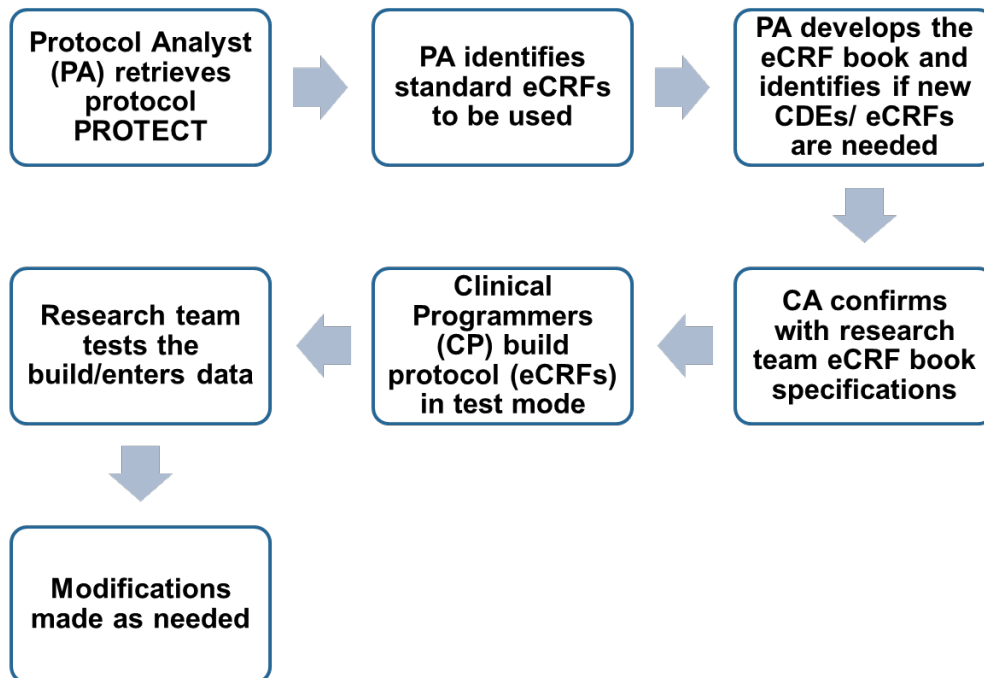 Protocol Analyst
(PA) retrieves
protocol
PROTECT
PA identifies
standard eCRFs
to be used
PA develops the
eCRF book and
identifies if new
CDEs/ eCRFs
are needed
CA confirms
with research
team eCRF book
specifications
Clinical
Programmers
(CP) build
protocol (eCRFs)
in test mode
Research team
tests the
build/enters data
Modifications
made as needed